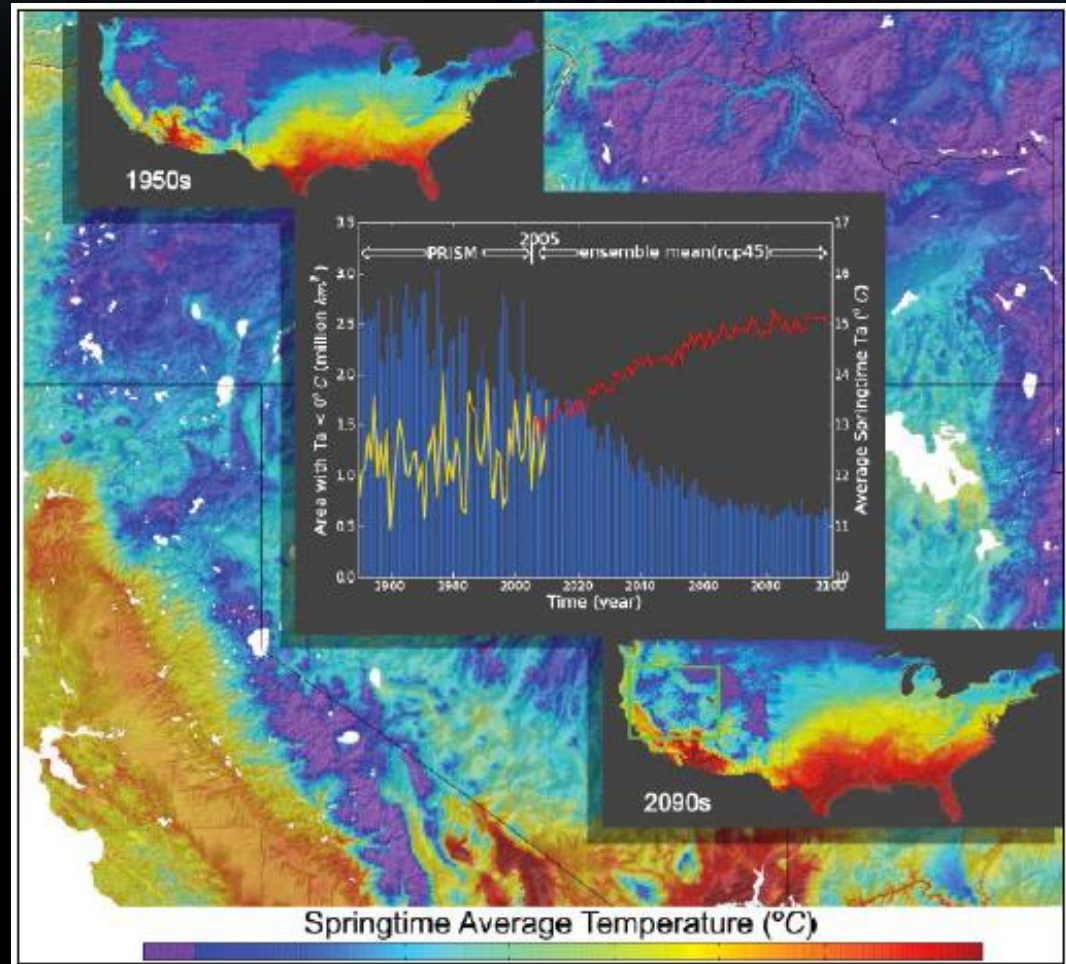 1950s
3.5
3.0
2.5
2.0
1.5
1.0
0.5
0.0
Area with Ta < 0° C (million km²)
2005
PRISM
ensemble mean(rcp45)
17
16
15
14
13
12
11
10
Average Springtime Ta (° C)
1960 1980 2000 2020 2040 2060 2080 2100
Time (year)
2090s
Springtime Average Temperature (°C)